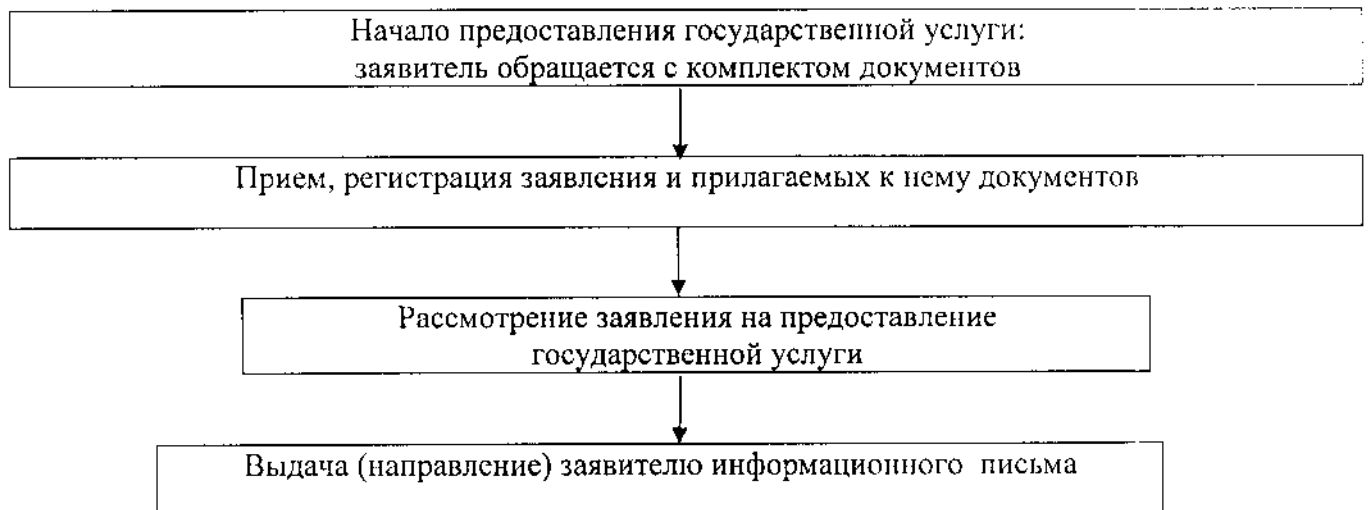 Начало предоставления государственной услуги:
заявитель обращается с комплектом документов
Прием, регистрация заявления и прилагаемых к нему документов
Рассмотрение заявления на предоставление
государственной услуги
Выдача (направление) заявителю информационного письма